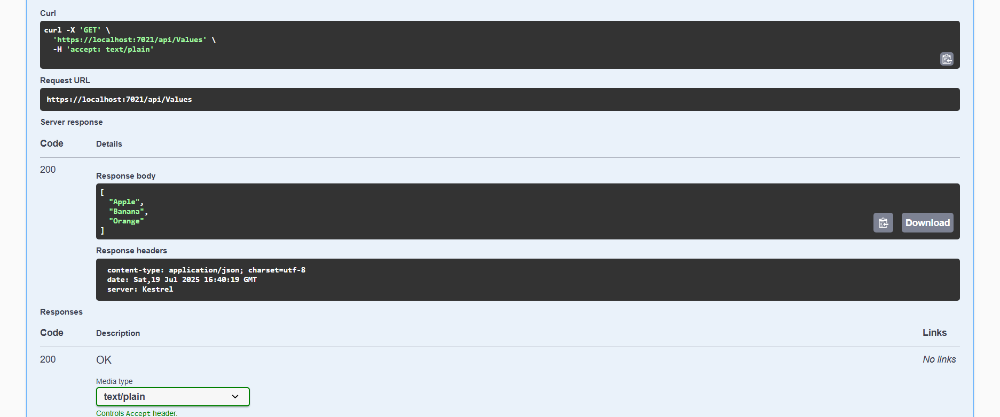 Curl
curl -X 'GET' \
  'https://localhost:7021/api/Values' \
  -H 'accept: text/plain'
Request URL
https://localhost:7021/api/Values
Server response
Code Details
200
Response body
[
  "Apple",
  "Banana",
  "Orange"
]
Download
Response headers
content-type: application/json; charset=utf-8
date: Sat,19 Jul 2025 16:40:19 GMT
server: Kestrel
Responses
Code Description Links
200 OK No links
Media type
text/plain
Controls Accept header.